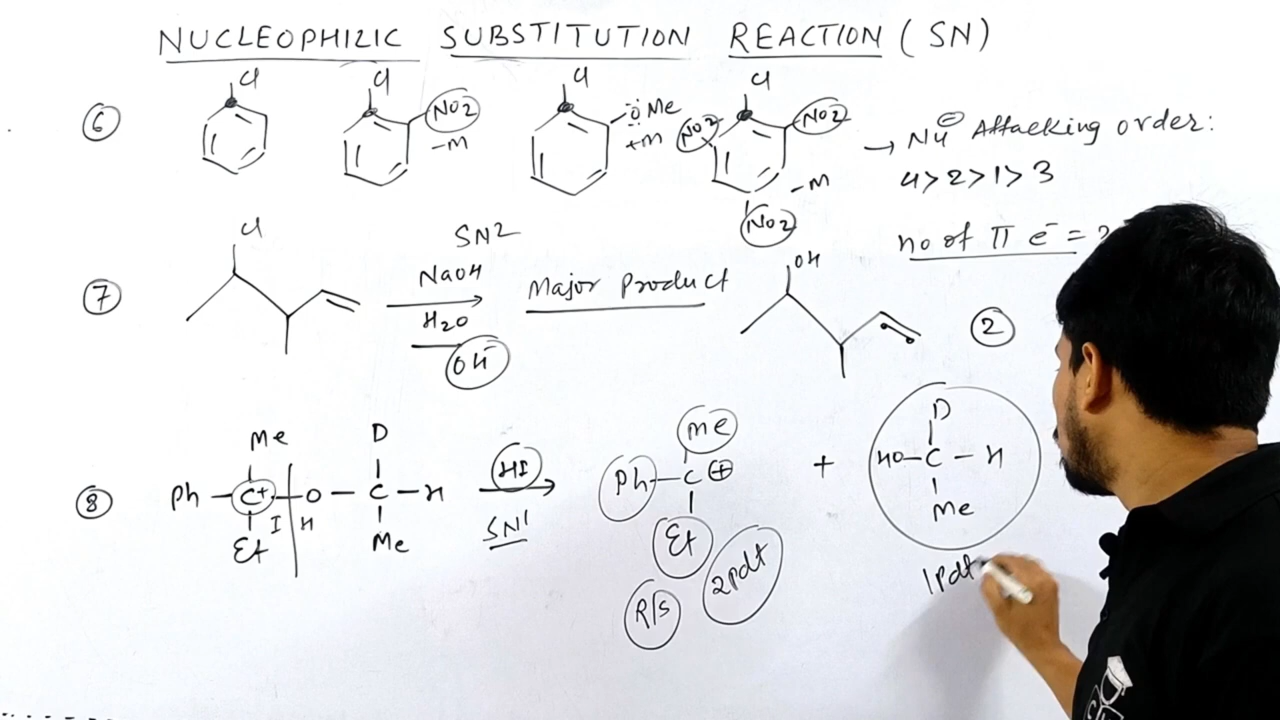 NUCLEOPHILIC SUBSTITUTION REACTION (SN)
6
Cl
Cl NO2 -M
Cl OMe +M
Cl NO2 NO2 -M NO2
→ Nu⊖ Attacking order:
4>2>1>3
no of π e⁻ = ?
7
Cl
SN2
NaOH
H2O
OH⁻
Major Product
OH
2
8
Me D
Ph – C+ – O – C – H
I H
Et Me
HI
SN1
me
Ph – C ⊕
Et
R/S
2pdt
+
D
HO – C – H
Me
1pdt